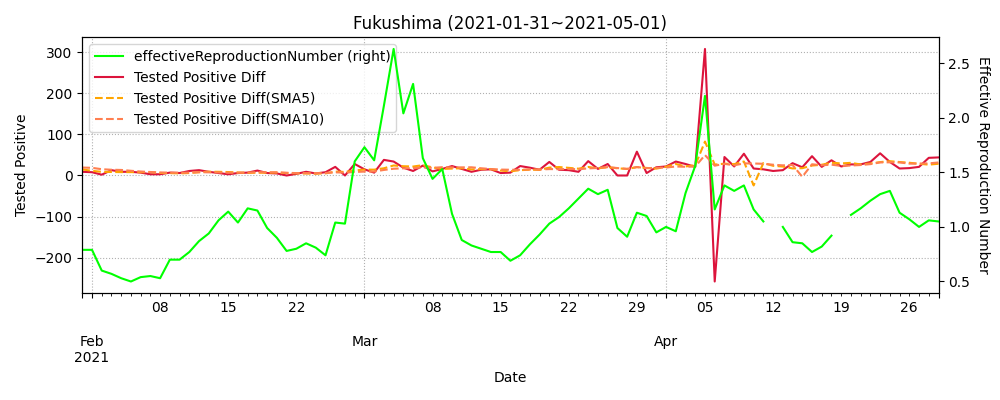 Fukushima (2021-01-31~2021-05-01)
effectiveReproductionNumber (right)
Tested Positive Diff
Tested Positive Diff(SMA5)
Tested Positive Diff(SMA10)
Tested Positive
300
200
100
0
−100
−200
Effective Reproduction Number
2.5
2.0
1.5
1.0
0.5
08 15 22 08 15 22 29 05 12 19 26
Feb Mar Apr
2021
Date